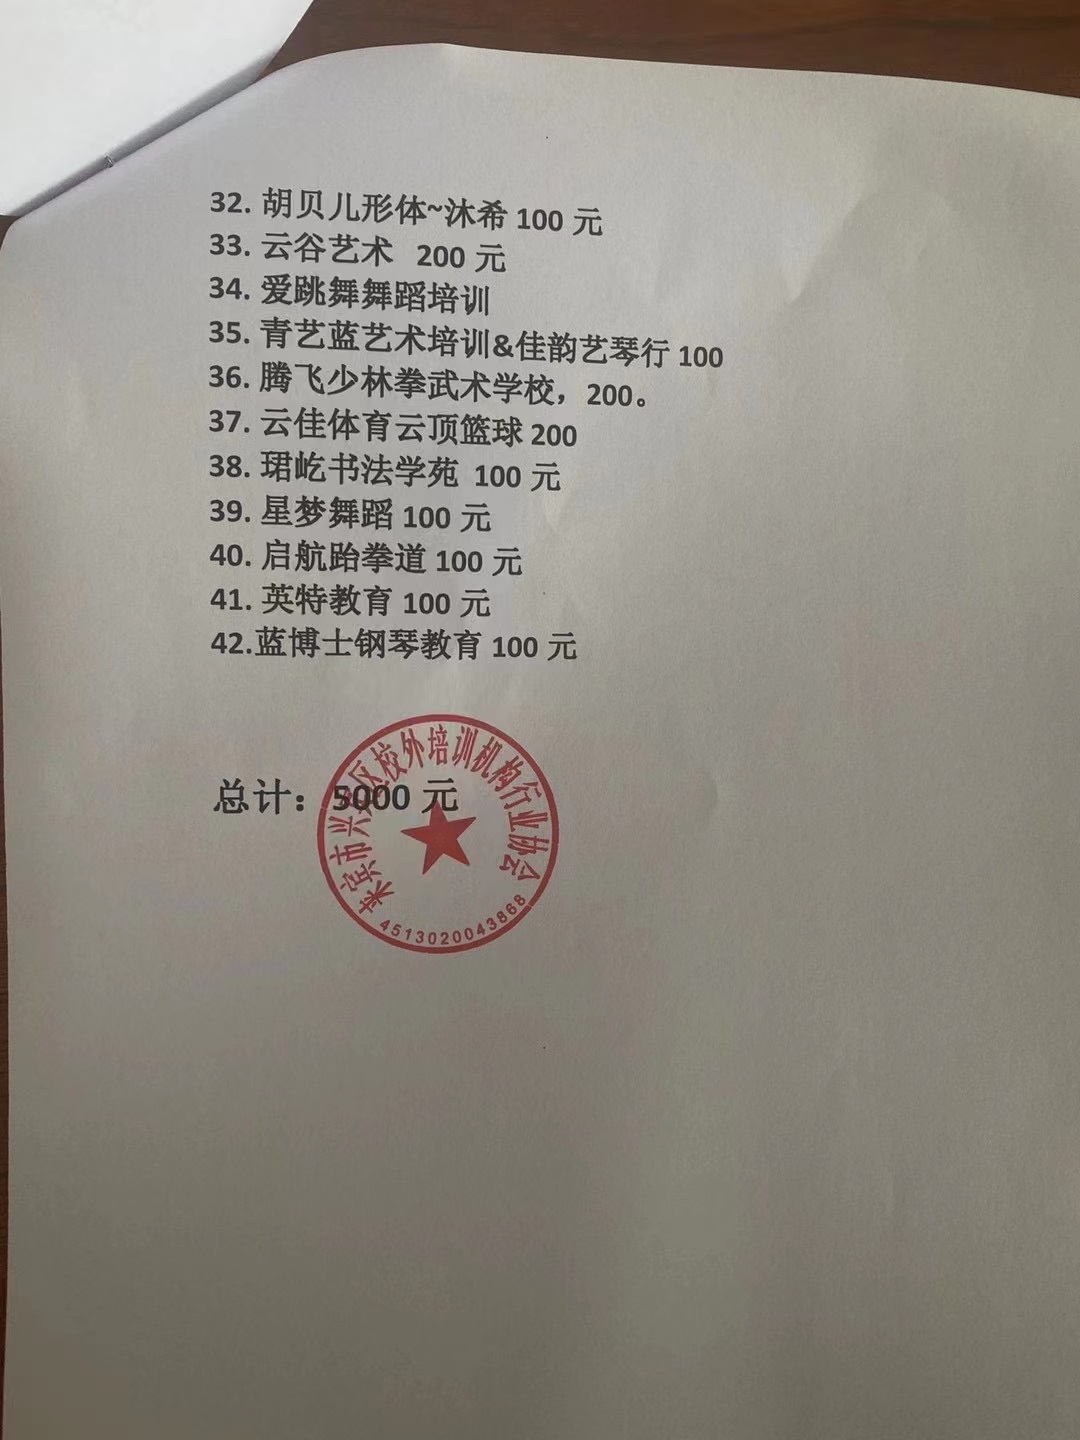 32. 胡贝儿形体~沐希 100 元
33. 云谷艺术 200 元
34. 爱跳舞舞蹈培训
35. 青艺蓝艺术培训&佳韵艺琴行 100
36. 腾飞少林拳武术学校，200。
37. 云佳体育云顶篮球 200
38. 珺屹书法学苑 100 元
39. 星梦舞蹈 100 元
40. 启航跆拳道 100 元
41. 英特教育 100 元
42.蓝博士钢琴教育 100 元
总计：5000 元
来宾市兴宾区校外培训机构行业协会
4513020043868